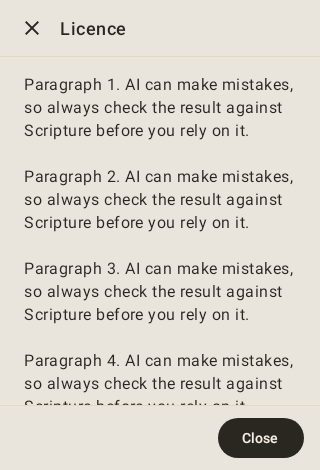 Licence
Paragraph 1. AI can make mistakes,
so always check the result against
Scripture before you rely on it.
Paragraph 2. AI can make mistakes,
so always check the result against
Scripture before you rely on it.
Paragraph 3. AI can make mistakes,
so always check the result against
Scripture before you rely on it.
Paragraph 4. AI can make mistakes,
so always check the result against
Close